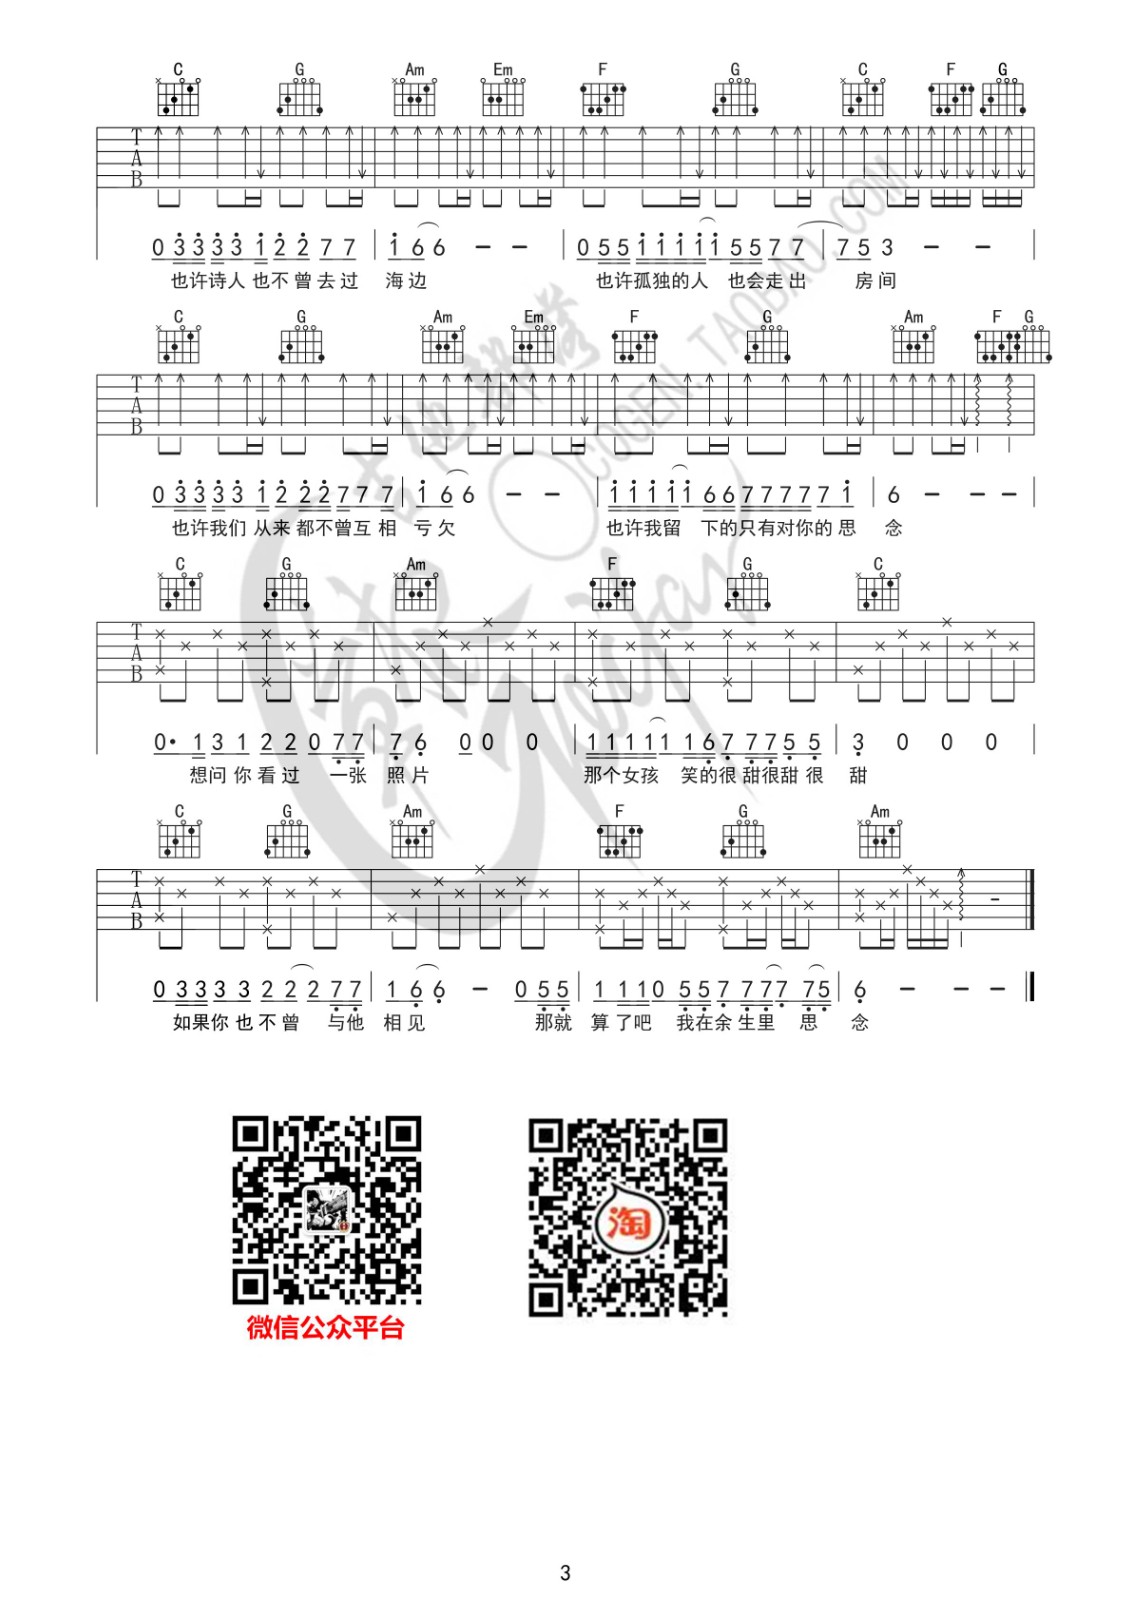 C G Am Em F G C F G
T A B
0 3 3 3 3 1 2 2 7 7 | 1 6 6 – – | 0 5 5 1 1 1 1 1 5 5 7 7 | 7 5 3 – –
也许诗人 也不 曾 去 过 海 边 也许孤独的 人 也会走 出 房 间
C G Am Em F G Am F G
T A B
0 3 3 3 3 1 2 2 2 7 7 7 | 1 6 6 – – | 1 1 1 1 1 6 6 7 7 7 7 7 1 | 6 – – –
也许我们 从来 都不曾互 相 亏 欠 也许我留 下的只有对你的 思 念
C G Am F G C
T A B
0· 1 3 1 2 2 0 7 7 | 7 6 0 0 0 | 1 1 1 1 1 1 6 7 7 7 5 5 | 3 0 0 0
想问 你 看 过 一张 照 片 那个女孩 笑的很 甜很甜 很 甜
C G Am F G Am
T A B
0 3 3 3 3 2 2 2 7 7 | 1 6 6 – 0 5 5 | 1 1 1 0 5 5 7 7 7 7 7 5 | 6 – – –
如果你 也 不 曾 与他 相 见 那就 算 了吧 我在余 生里 思 念
淘
微信公众平台
吉他部落
COGEN.TAOBAO.COM
Guitar
3